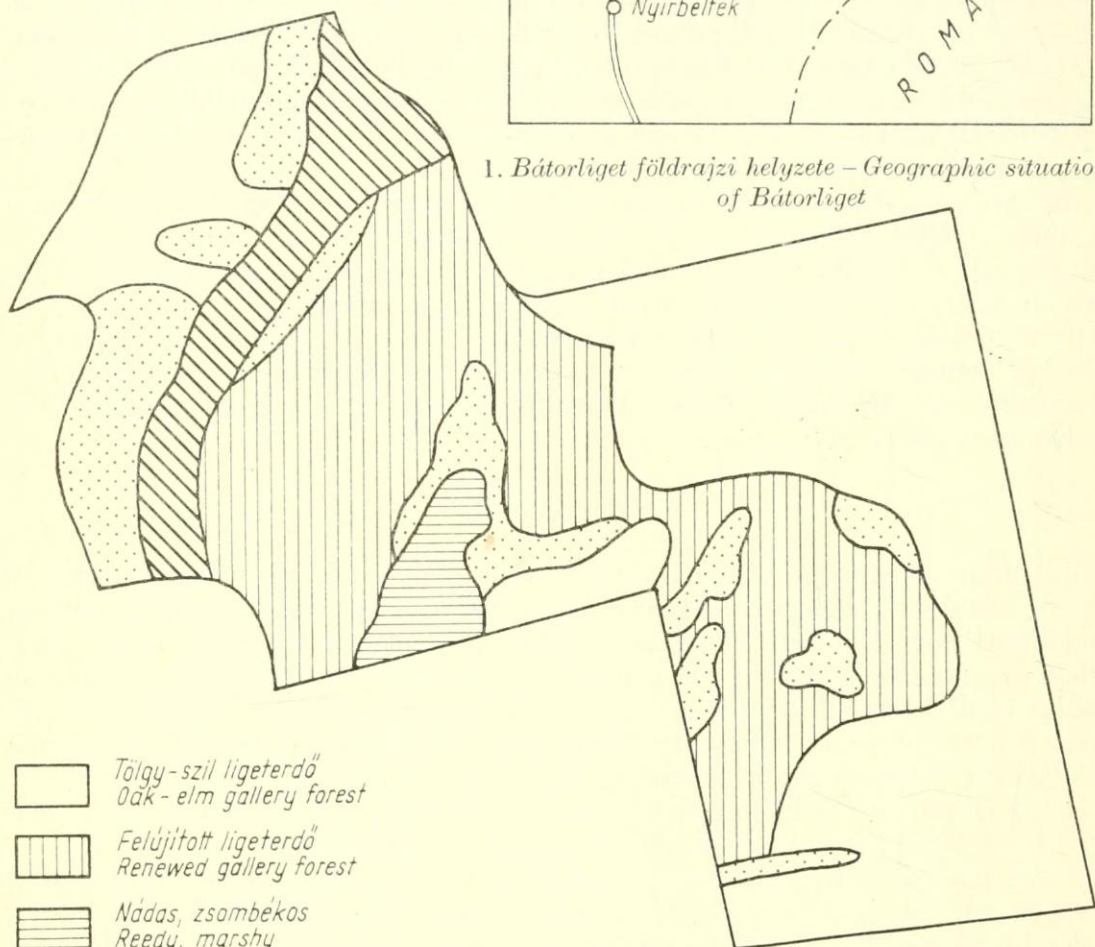 Nyírbéltek
ROMA
1. Bátorliget földrajzi helyzete – Geographic situatio
of Bátorliget
Tölgy-szil ligeterdő
Oak-elm gallery forest
Felújított ligeterdő
Renewed gallery forest
Nádas, zsombékos
Reedy, marshy